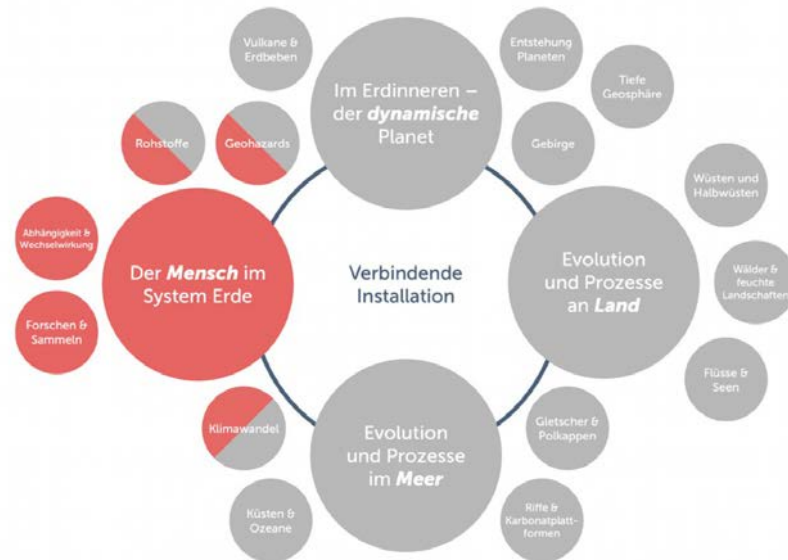 Vulkane &
Erdbeben
Im Erdinneren –
der dynamische
Planet
Entstehung
Planeten
Tiefe
Geosphäre
Rohstoffe
Geohazards
Gebirge
Wüsten und
Halbwüsten
Abhängigkeit &
Wechselwirkung
Der Mensch im
System Erde
Verbindende
Installation
Evolution
und Prozesse
an Land
Wälder &
feuchte
Landschaften
Forschen &
Sammeln
Flüsse &
Seen
Klimawandel
Evolution
und Prozesse
im Meer
Gletscher &
Polkappen
Küsten &
Ozeane
Riffe &
Karbonatplatt-
formen